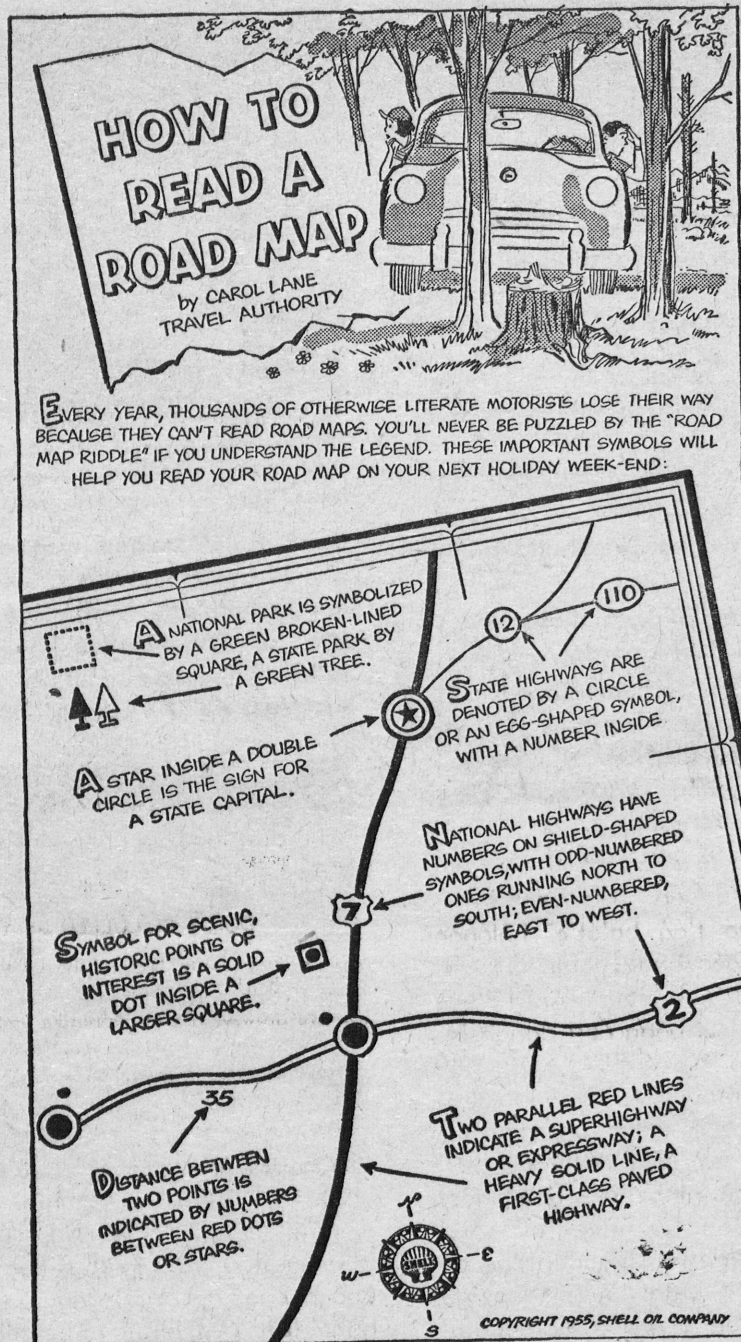 HOW TO
READ A
ROAD MAP
by CAROL LANE
TRAVEL AUTHORITY
EVERY YEAR, THOUSANDS OF OTHERWISE LITERATE MOTORISTS LOSE THEIR WAY
BECAUSE THEY CAN'T READ ROAD MAPS. YOU'LL NEVER BE PUZZLED BY THE "ROAD
MAP RIDDLE" IF YOU UNDERSTAND THE LEGEND. THESE IMPORTANT SYMBOLS WILL
HELP YOU READ YOUR ROAD MAP ON YOUR NEXT HOLIDAY WEEK-END:
A NATIONAL PARK IS SYMBOLIZED
BY A GREEN BROKEN-LINED
SQUARE, A STATE PARK BY
A GREEN TREE.
12
110
STATE HIGHWAYS ARE
DENOTED BY A CIRCLE
OR AN EGG-SHAPED SYMBOL,
WITH A NUMBER INSIDE
A STAR INSIDE A DOUBLE
CIRCLE IS THE SIGN FOR
A STATE CAPITAL.
NATIONAL HIGHWAYS HAVE
NUMBERS ON SHIELD-SHAPED
SYMBOLS, WITH ODD-NUMBERED
ONES RUNNING NORTH TO
SOUTH; EVEN-NUMBERED,
EAST TO WEST.
7
SYMBOL FOR SCENIC,
HISTORIC POINTS OF
INTEREST IS A SOLID
DOT INSIDE A
LARGER SQUARE.
2
35
DISTANCE BETWEEN
TWO POINTS IS
INDICATED BY NUMBERS
BETWEEN RED DOTS
OR STARS.
TWO PARALLEL RED LINES
INDICATE A SUPERHIGHWAY
OR EXPRESSWAY; A
HEAVY SOLID LINE, A
FIRST-CLASS PAVED
HIGHWAY.
N
W
E
SHELL
S
COPYRIGHT 1955, SHELL OIL COMPANY